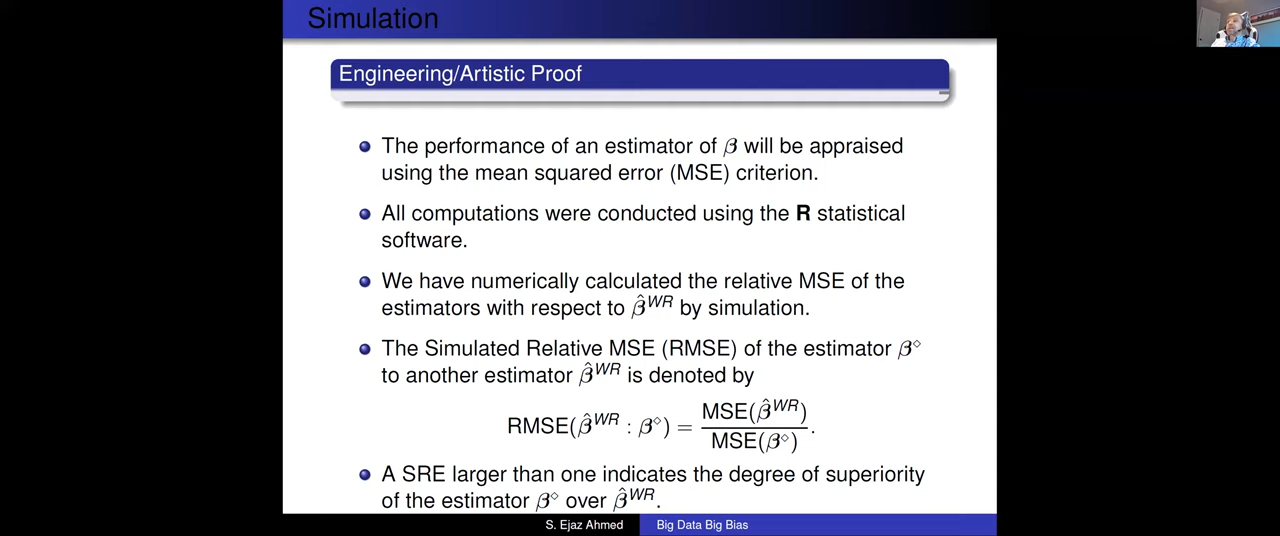 Simulation
Engineering/Artistic Proof
The performance of an estimator of β will be appraised
using the mean squared error (MSE) criterion.
All computations were conducted using the R statistical
software.
We have numerically calculated the relative MSE of the
estimators with respect to β̂^WR by simulation.
The Simulated Relative MSE (RMSE) of the estimator β^⋄
to another estimator β̂^WR is denoted by
RMSE(β̂^WR : β^⋄) = MSE(β̂^WR) / MSE(β^⋄) .
A SRE larger than one indicates the degree of superiority
of the estimator β^⋄ over β̂^WR.
S. Ejaz Ahmed Big Data Big Bias